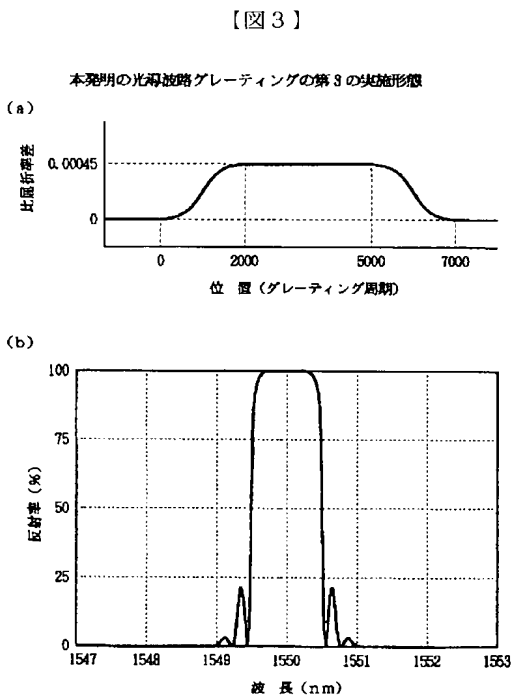 【図３】
本発明の光導波路グレーティングの第３の実施形態
(a)
比屈折率差
0.00045
0
0 2000 5000 7000
位 置（グレーティング周期）
(b)
反射率（％）
100
75
50
25
0
1547 1548 1549 1550 1551 1552 1553
波 長（nm）